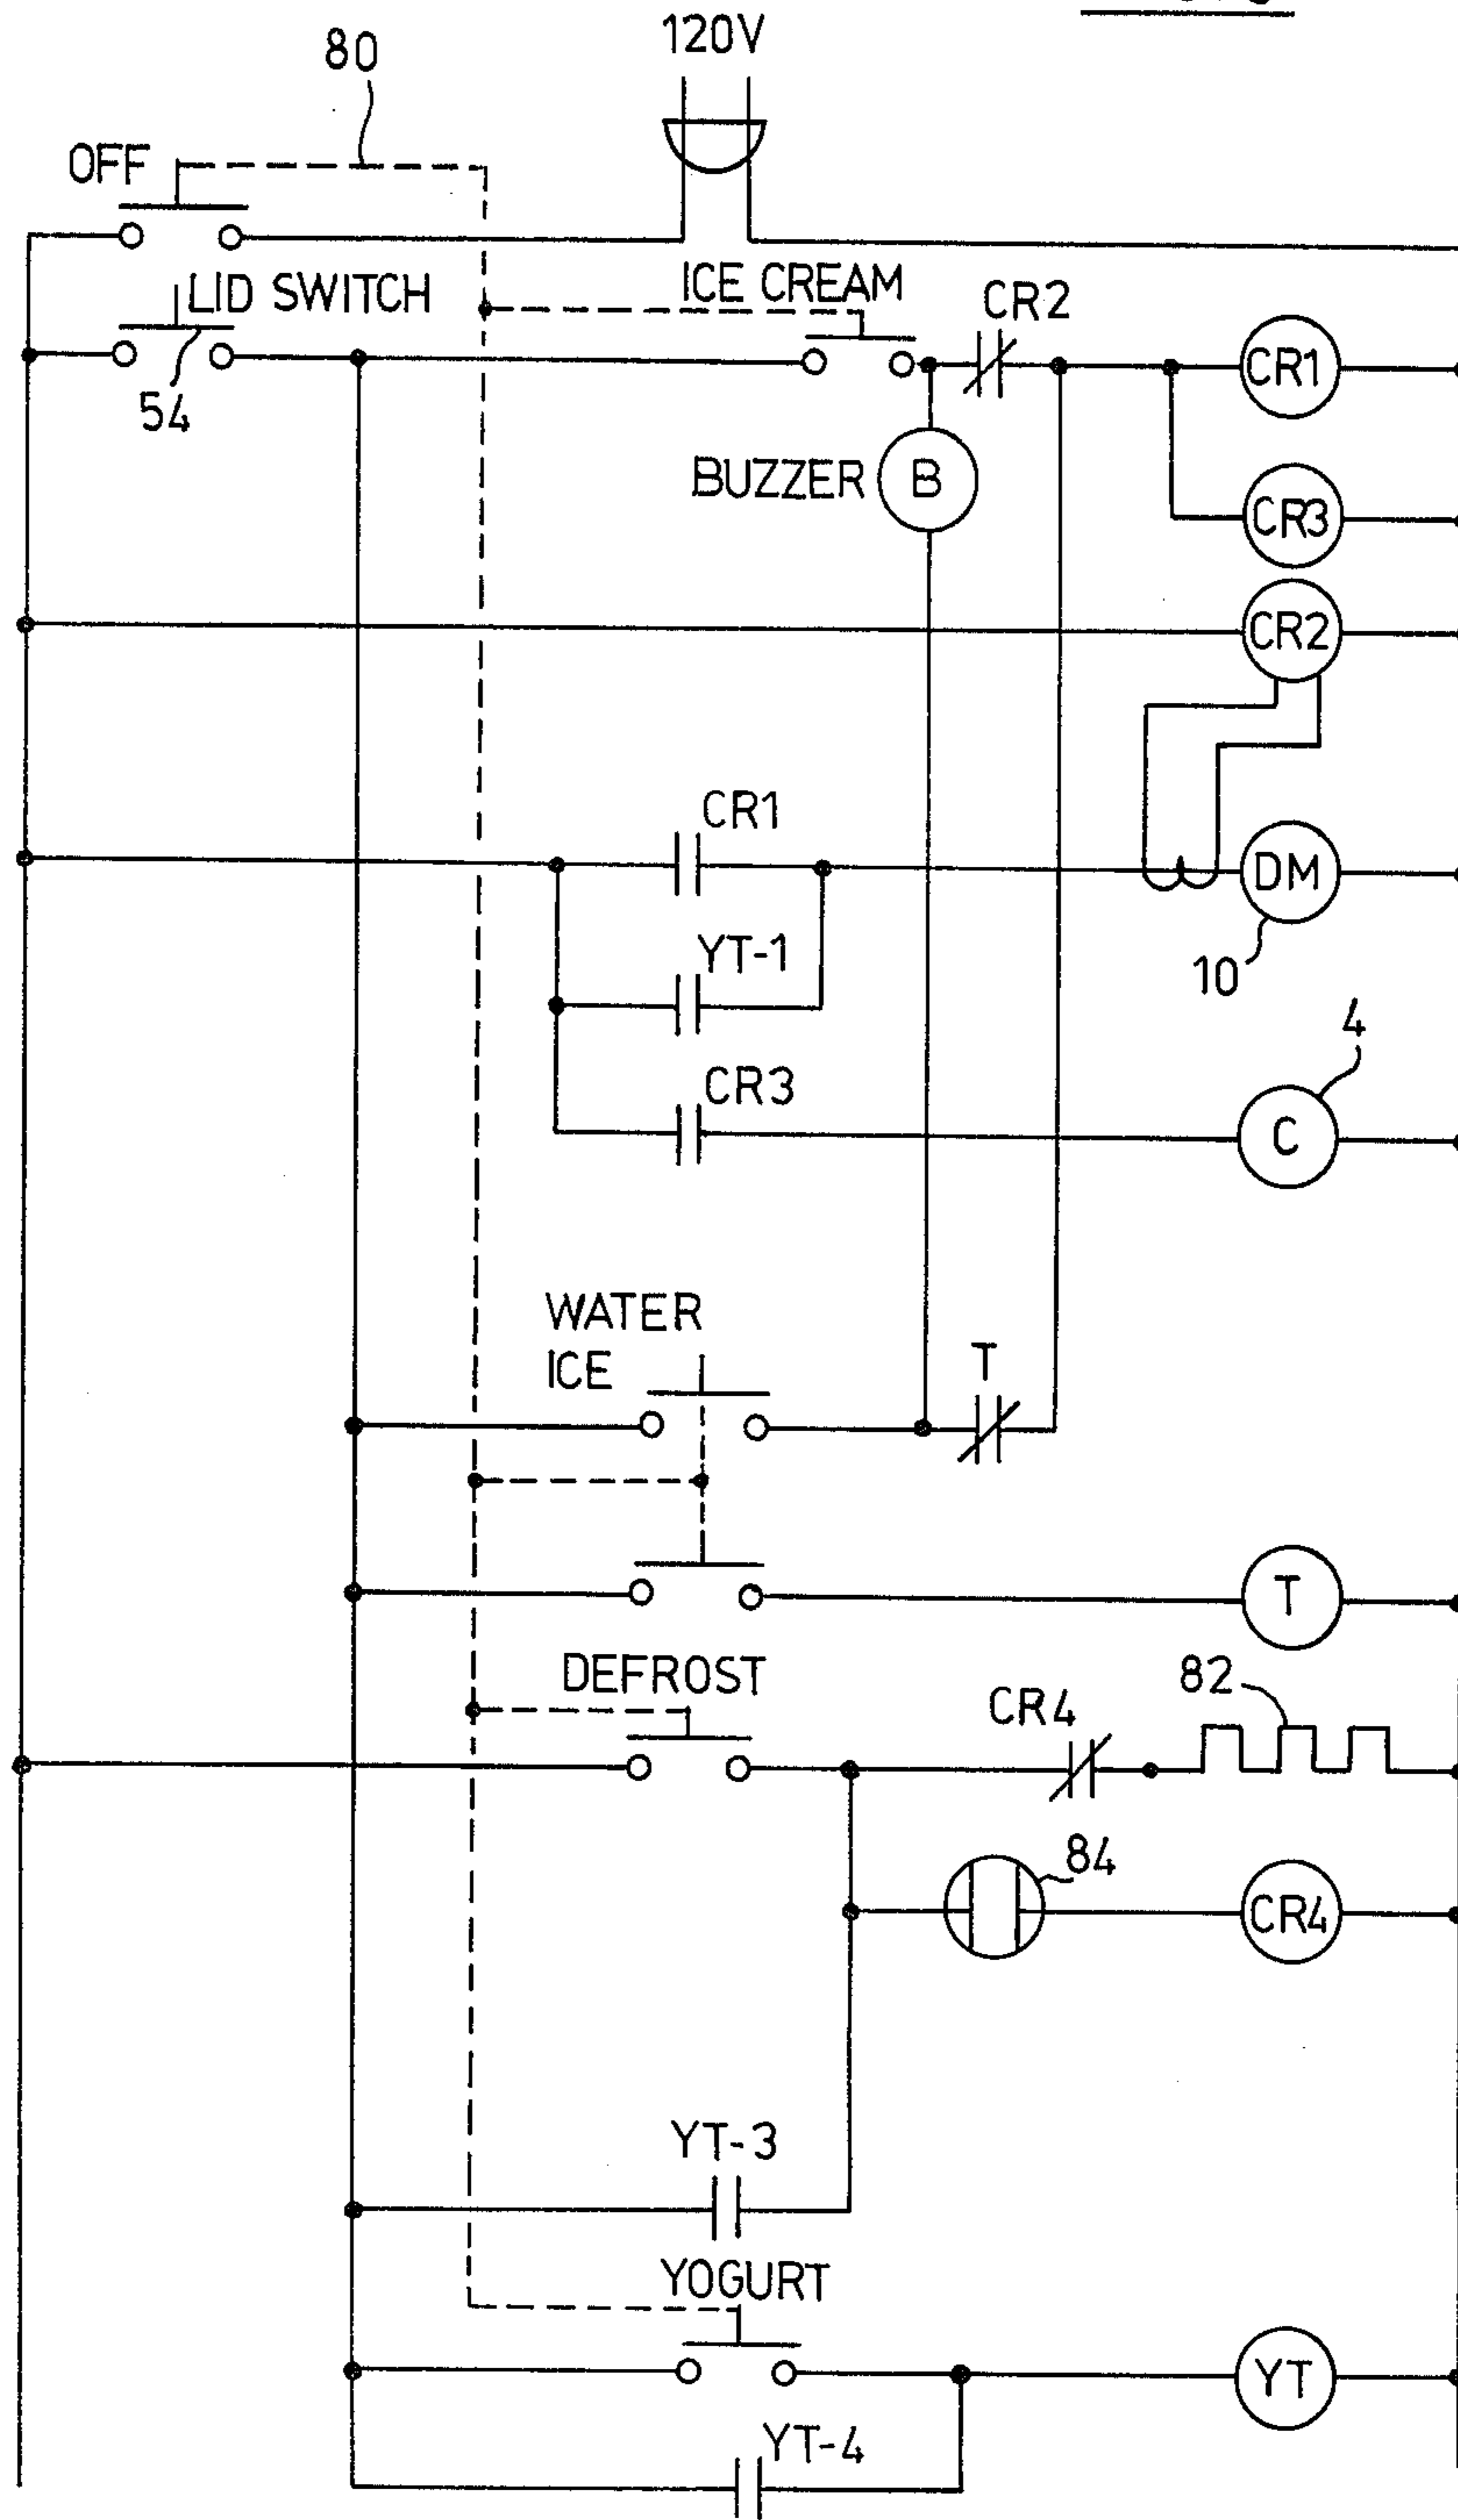 80
120V
OFF
LID SWITCH
ICE CREAM
CR2
54
CR1
BUZZER
B
CR3
CR2
CR1
DM
YT-1
10
4
CR3
C
WATER
ICE
T
T
DEFROST
82
CR4
84
CR4
YT-3
YOGURT
YT
YT-4